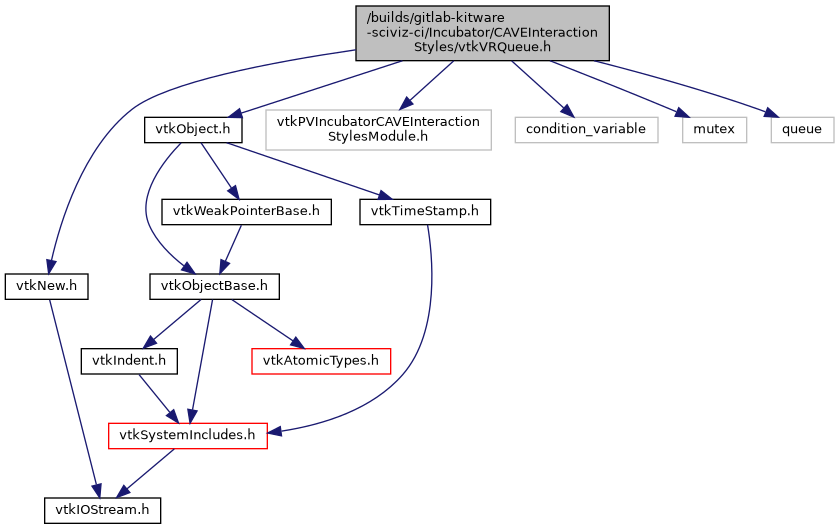 /builds/gitlab-kitware
-sciviz-ci/Incubator/CAVEInteraction
Styles/vtkVRQueue.h
vtkObject.h
vtkPVIncubatorCAVEInteraction
StylesModule.h
condition_variable
mutex
queue
vtkWeakPointerBase.h
vtkTimeStamp.h
vtkNew.h
vtkObjectBase.h
vtkIndent.h
vtkAtomicTypes.h
vtkSystemIncludes.h
vtkIOStream.h